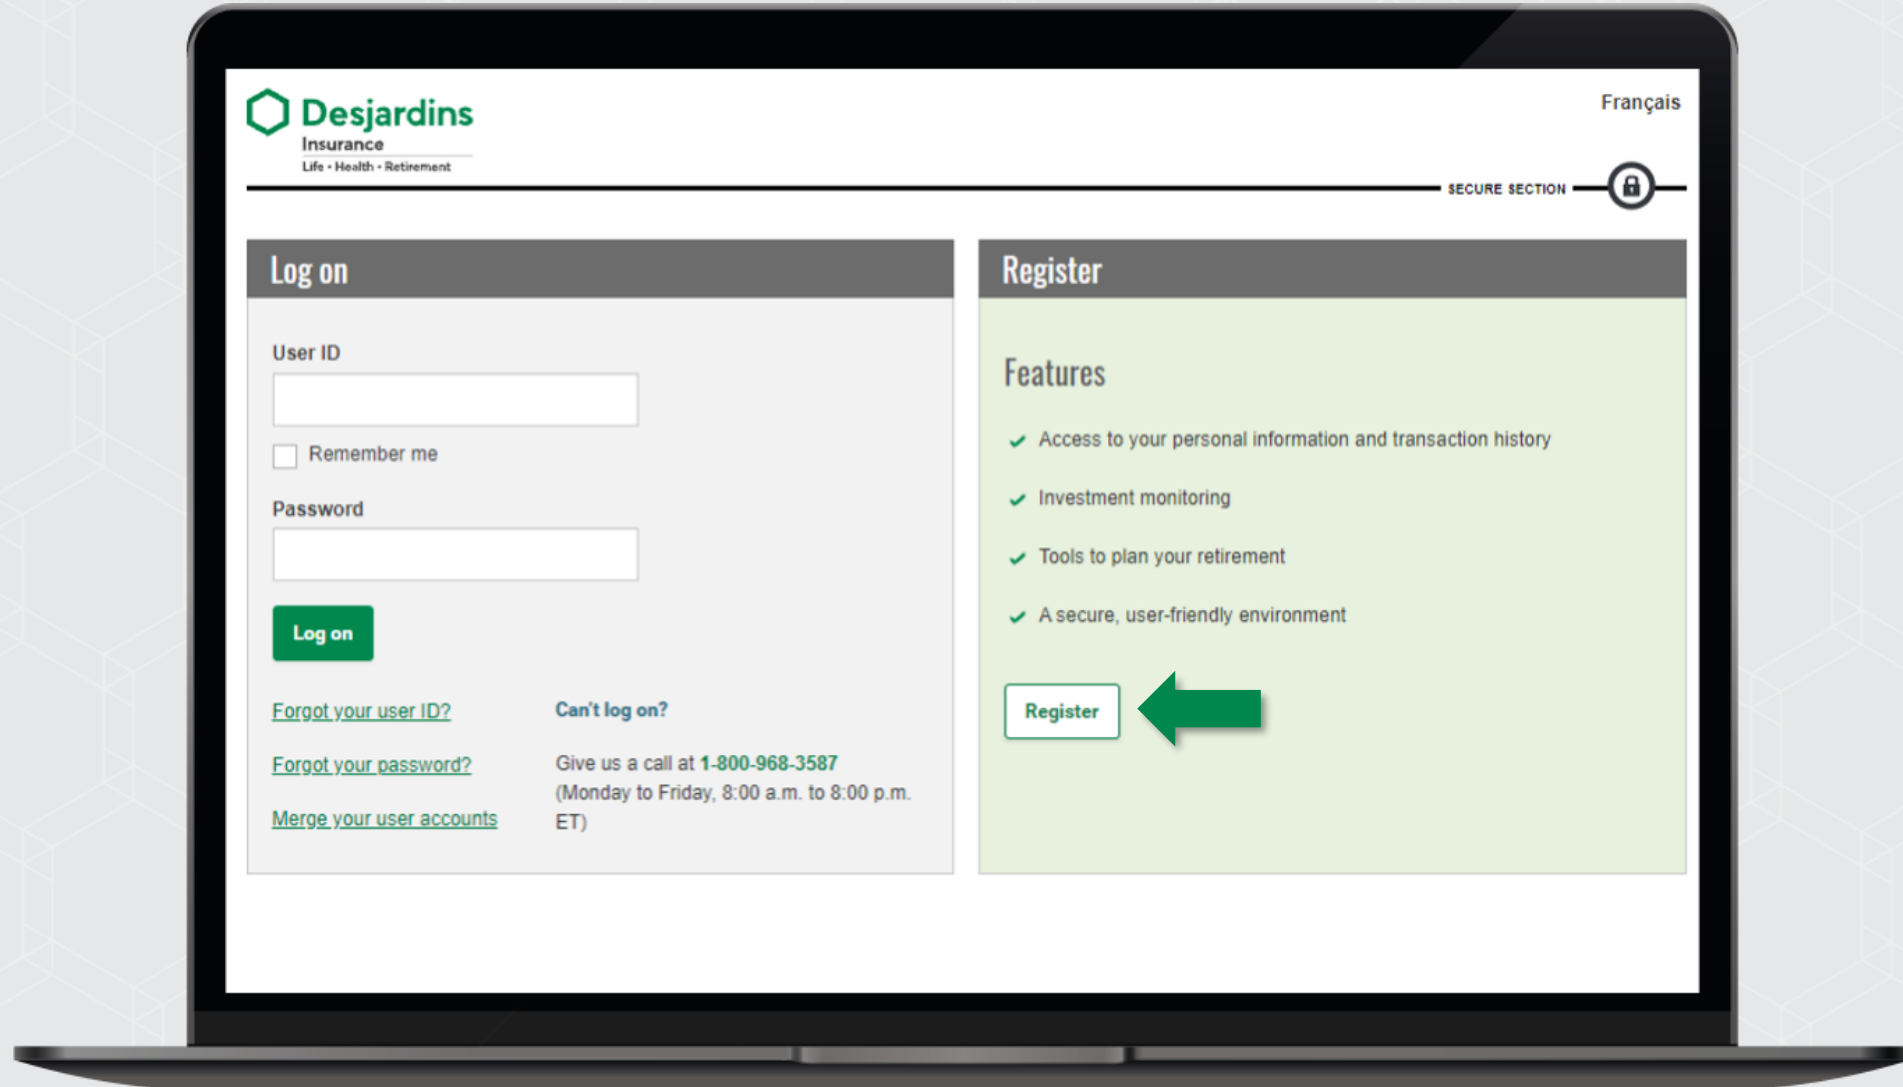 Desjardins
Insurance
Life • Health • Retirement
Français
SECURE SECTION
Log on
User ID
Remember me
Password
Log on
Forgot your user ID?
Forgot your password?
Merge your user accounts
Can't log on?
Give us a call at 1-800-968-3587
(Monday to Friday, 8:00 a.m. to 8:00 p.m.
ET)
Register
Features
Access to your personal information and transaction history
Investment monitoring
Tools to plan your retirement
A secure, user-friendly environment
Register